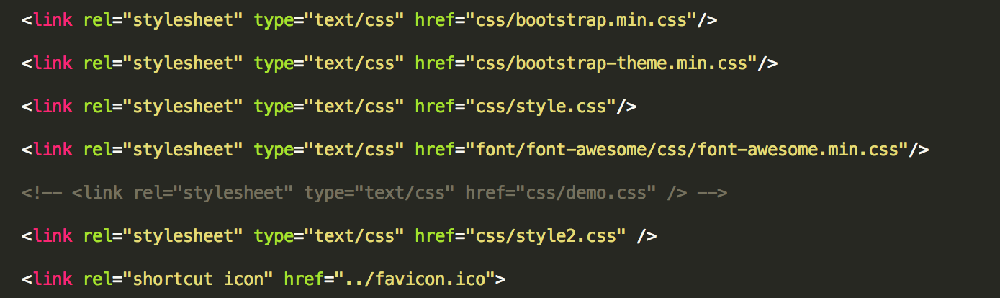 <link rel="stylesheet" type="text/css" href="css/bootstrap.min.css"/>
<link rel="stylesheet" type="text/css" href="css/bootstrap-theme.min.css"/>
<link rel="stylesheet" type="text/css" href="css/style.css"/>
<link rel="stylesheet" type="text/css" href="font/font-awesome/css/font-awesome.min.css"/>
<!-- <link rel="stylesheet" type="text/css" href="css/demo.css" /> -->
<link rel="stylesheet" type="text/css" href="css/style2.css" />
<link rel="shortcut icon" href="../favicon.ico">